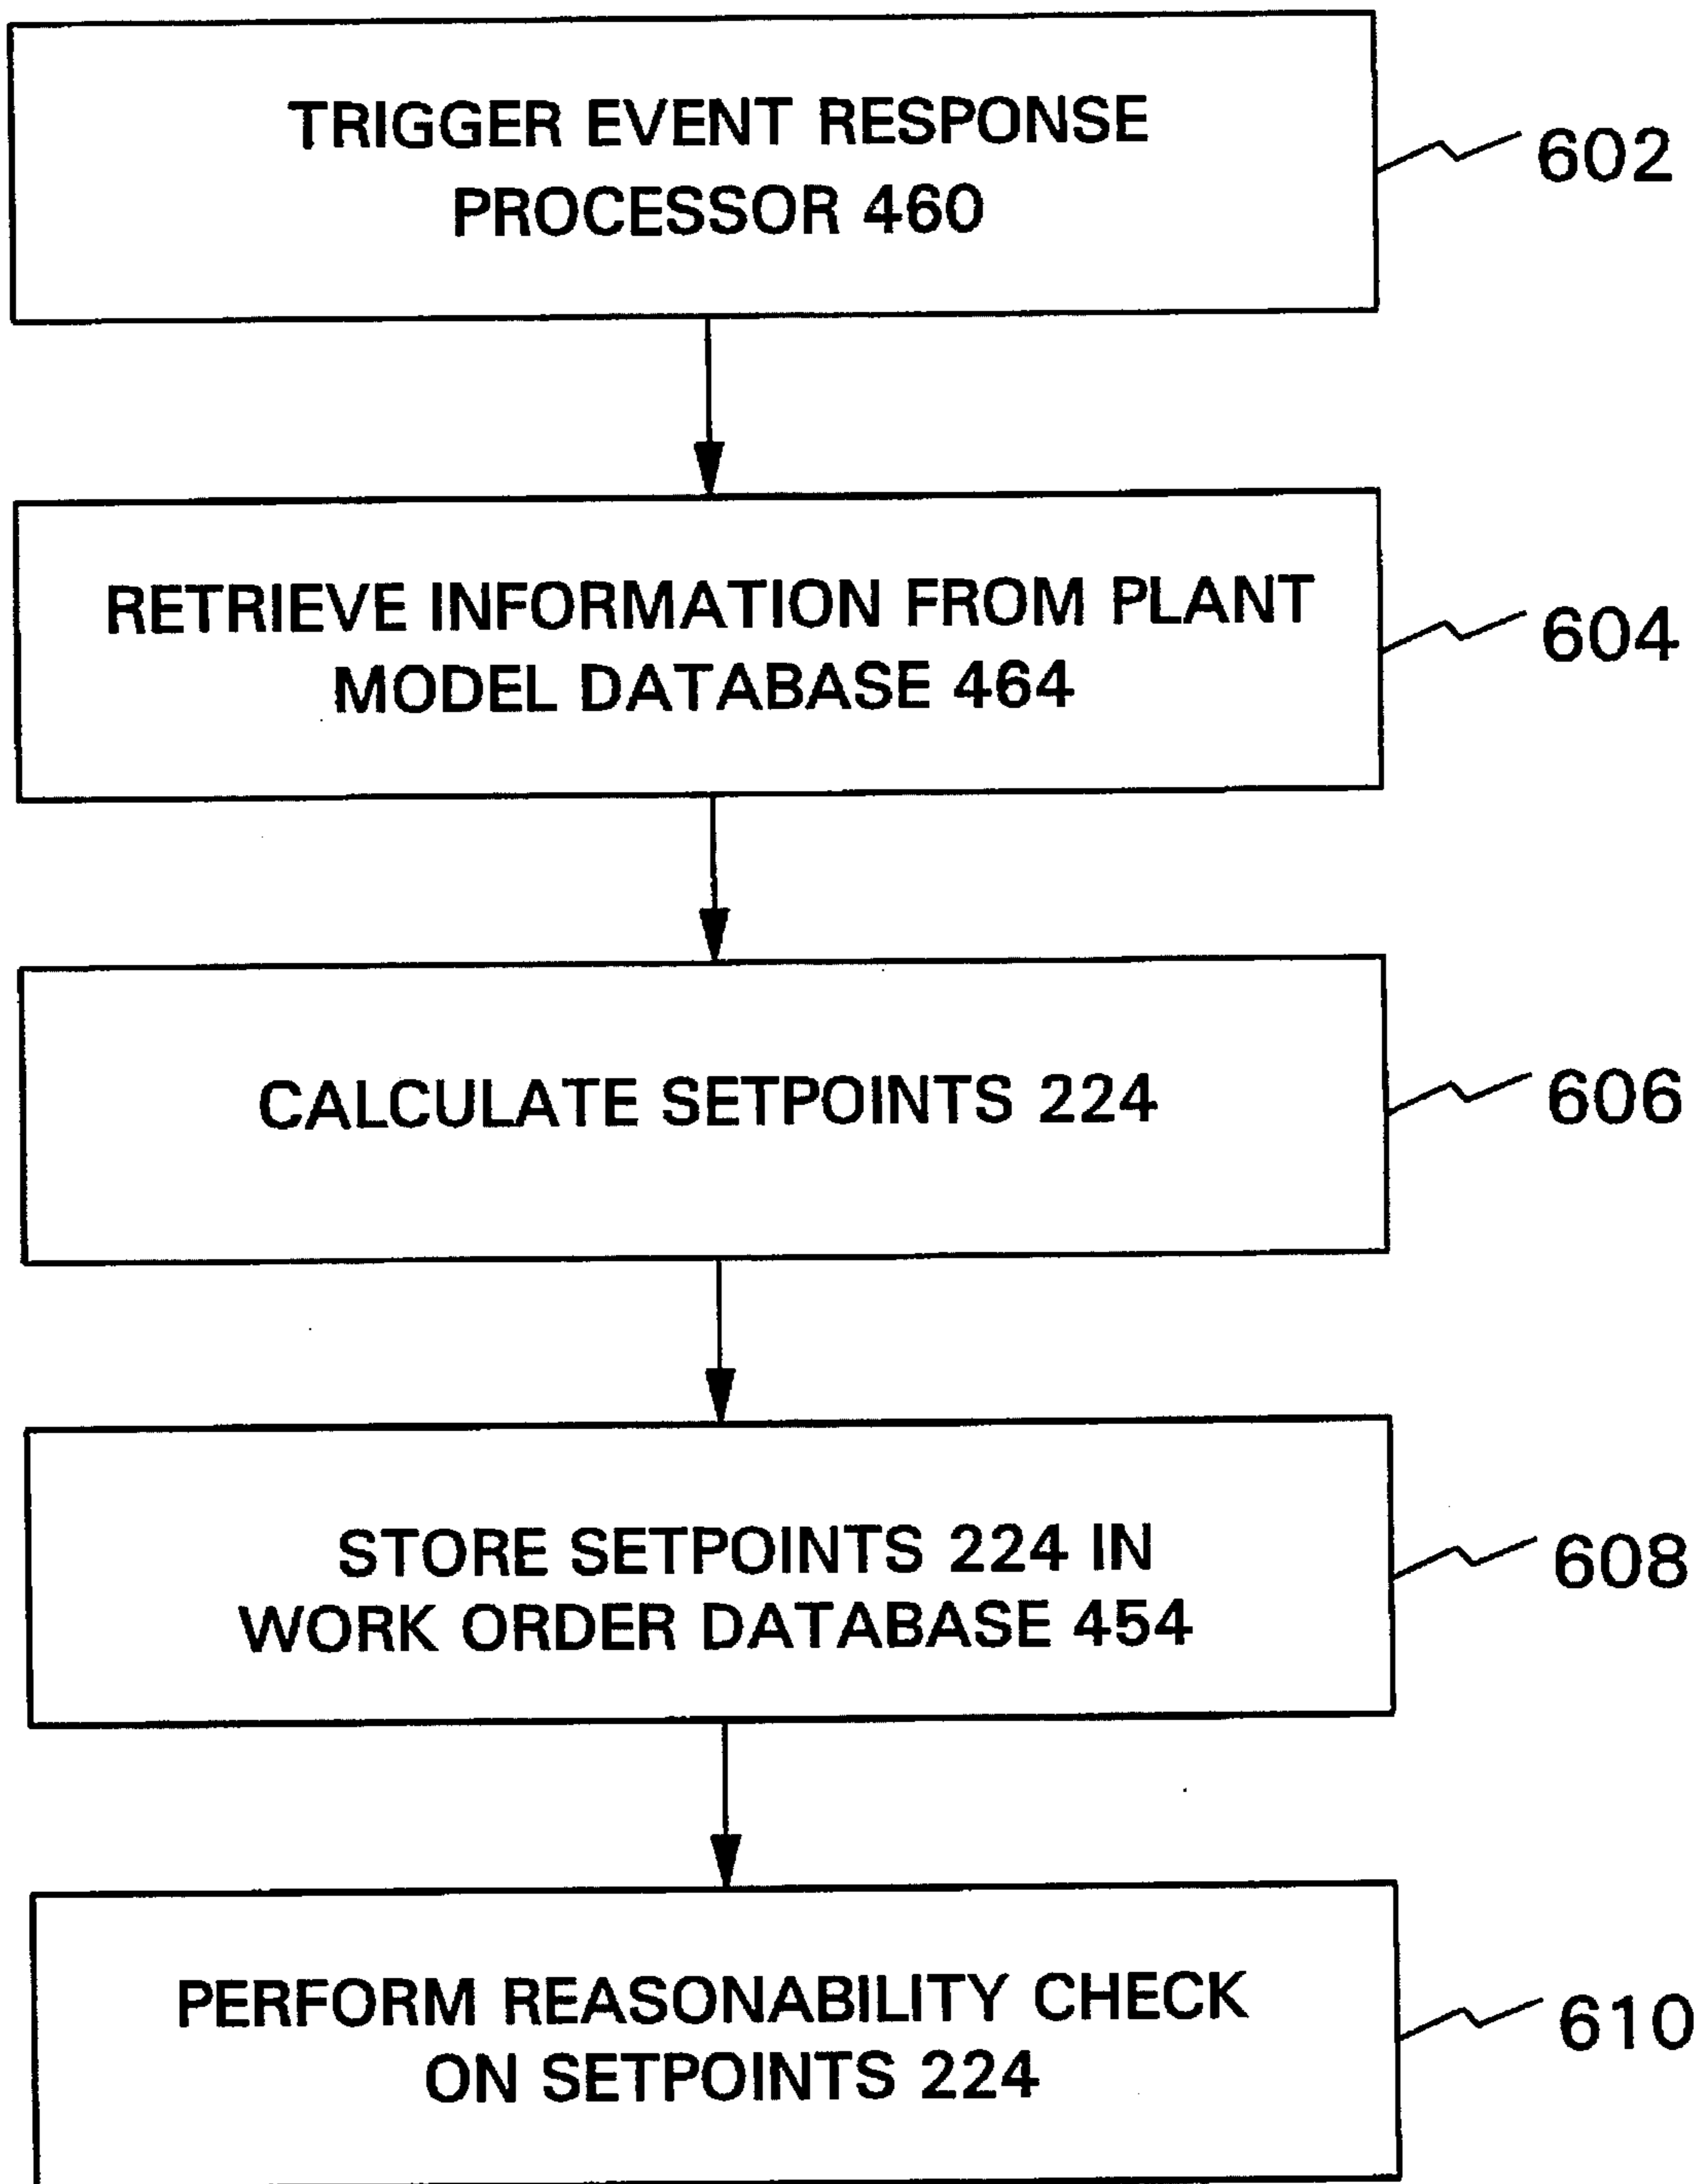 TRIGGER EVENT RESPONSE
PROCESSOR 460
602
RETRIEVE INFORMATION FROM PLANT
MODEL DATABASE 464
604
CALCULATE SETPOINTS 224
606
STORE SETPOINTS 224 IN
WORK ORDER DATABASE 454
608
PERFORM REASONABILITY CHECK
ON SETPOINTS 224
610